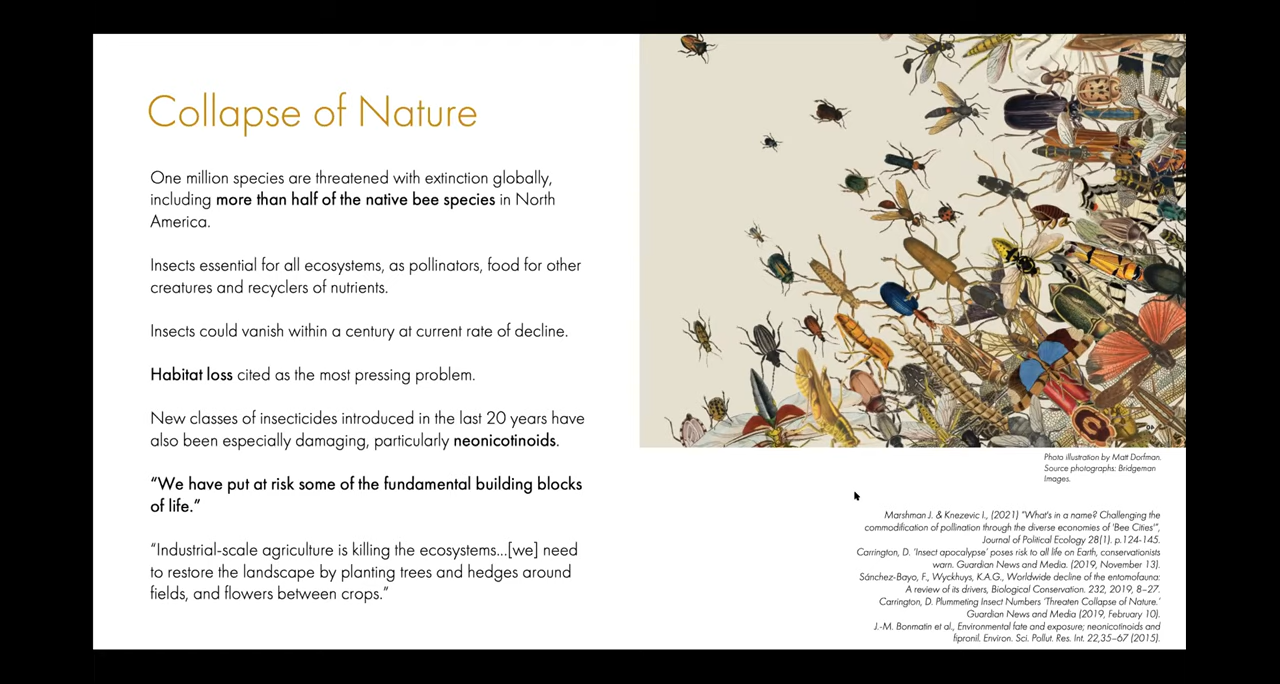 Collapse of Nature
One million species are threatened with extinction globally,
including more than half of the native bee species in North
America.
Insects essential for all ecosystems, as pollinators, food for other
creatures and recyclers of nutrients.
Insects could vanish within a century at current rate of decline.
Habitat loss cited as the most pressing problem.
New classes of insecticides introduced in the last 20 years have
also been especially damaging, particularly neonicotinoids.
“We have put at risk some of the fundamental building blocks
of life.”
“Industrial-scale agriculture is killing the ecosystems...[we] need
to restore the landscape by planting trees and hedges around
fields, and flowers between crops.”
Photo illustration by Matt Dorfman.
Source photographs: Bridgeman
Images.
Marshman J. & Knezevic I., (2021) “What's in a name? Challenging the
commodification of pollination through the diverse economies of 'Bee Cities'”,
Journal of Political Ecology 28(1). p.124-145.
Carrington, D. 'Insect apocalypse' poses risk to all life on Earth, conservationists
warn. Guardian News and Media. (2019, November 13).
Sánchez-Bayo, F., Wyckhuys, K.A.G., Worldwide decline of the entomofauna:
A review of its drivers, Biological Conservation. 232, 2019, 8–27.
Carrington, D. Plummeting Insect Numbers 'Threaten Collapse of Nature.'
Guardian News and Media (2019, February 10).
J.-M. Bonmatin et al., Environmental fate and exposure; neonicotinoids and
fipronil. Environ. Sci. Pollut. Res. Int. 22,35–67 (2015).